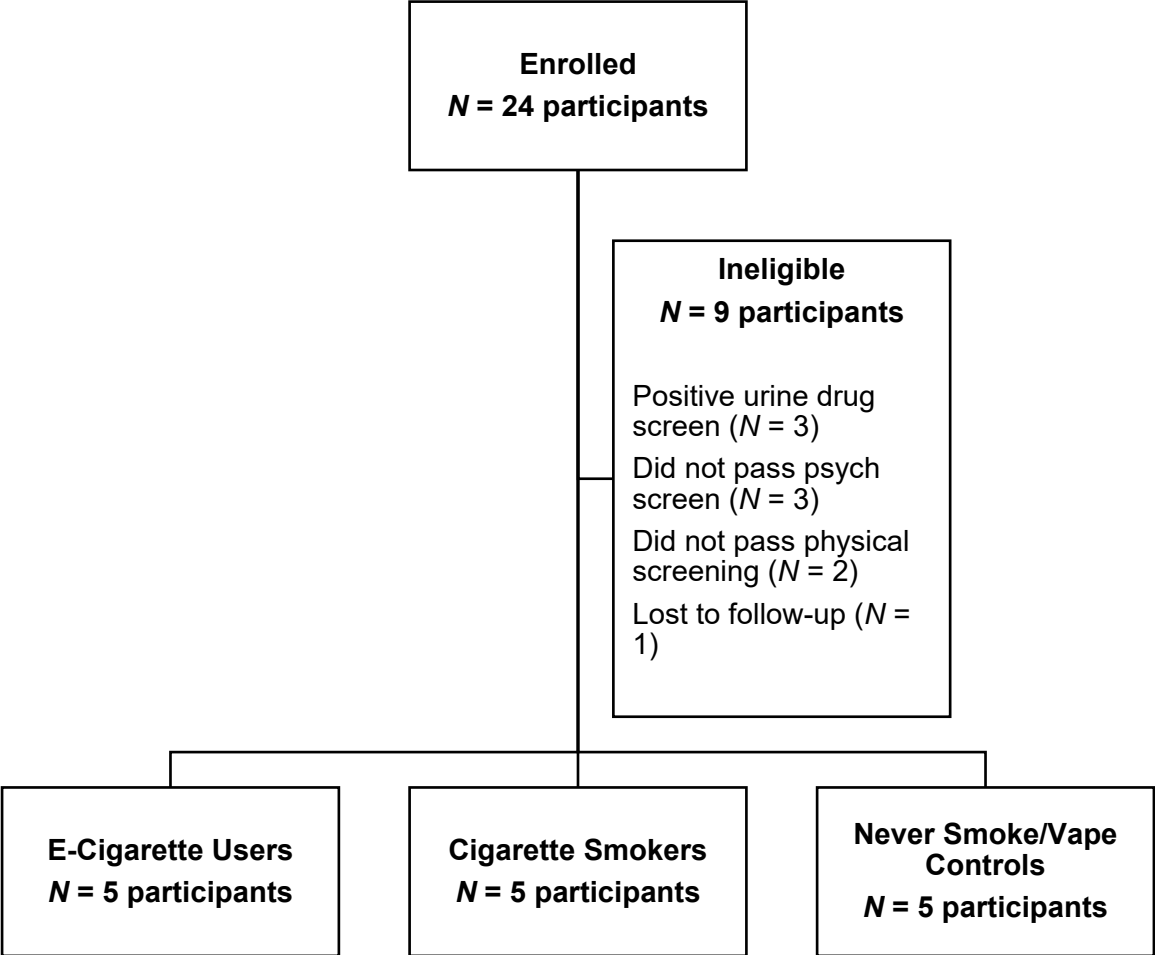 Enrolled
N = 24 participants
Ineligible
N = 9 participants
Positive urine drug
screen (N = 3)
Did not pass psych
screen (N = 3)
Did not pass physical
screening (N = 2)
Lost to follow-up (N =
1)
E-Cigarette Users
N = 5 participants
Cigarette Smokers
N = 5 participants
Never Smoke/Vape
Controls
N = 5 participants